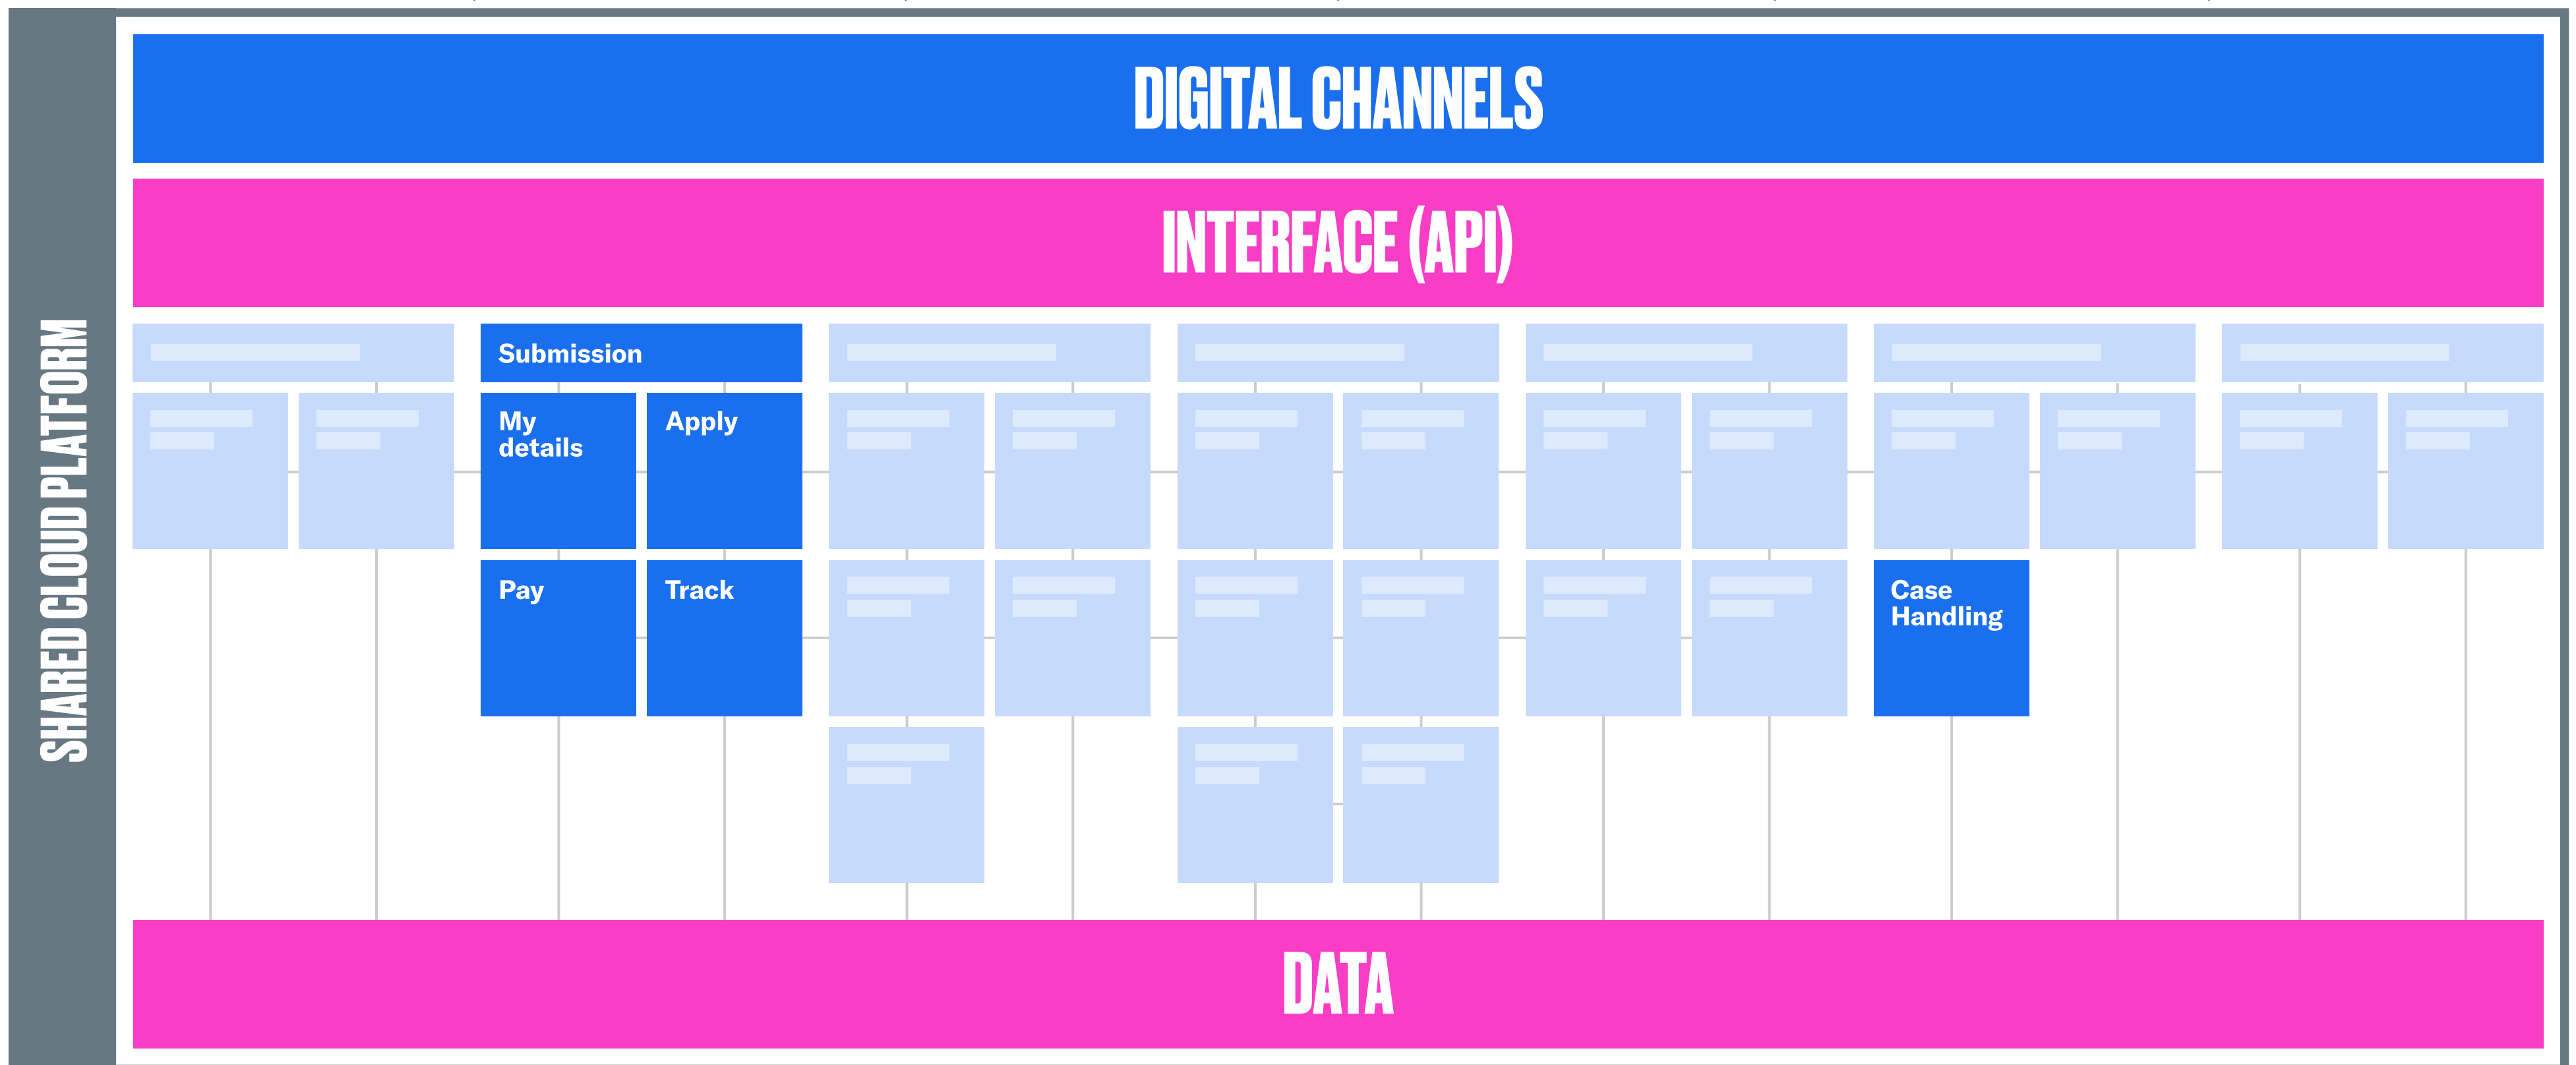 DIGITAL CHANNELS
INTERFACE (API)
SHARED CLOUD PLATFORM
Submission
My
details
Apply
Pay
Track
Case
Handling
DATA